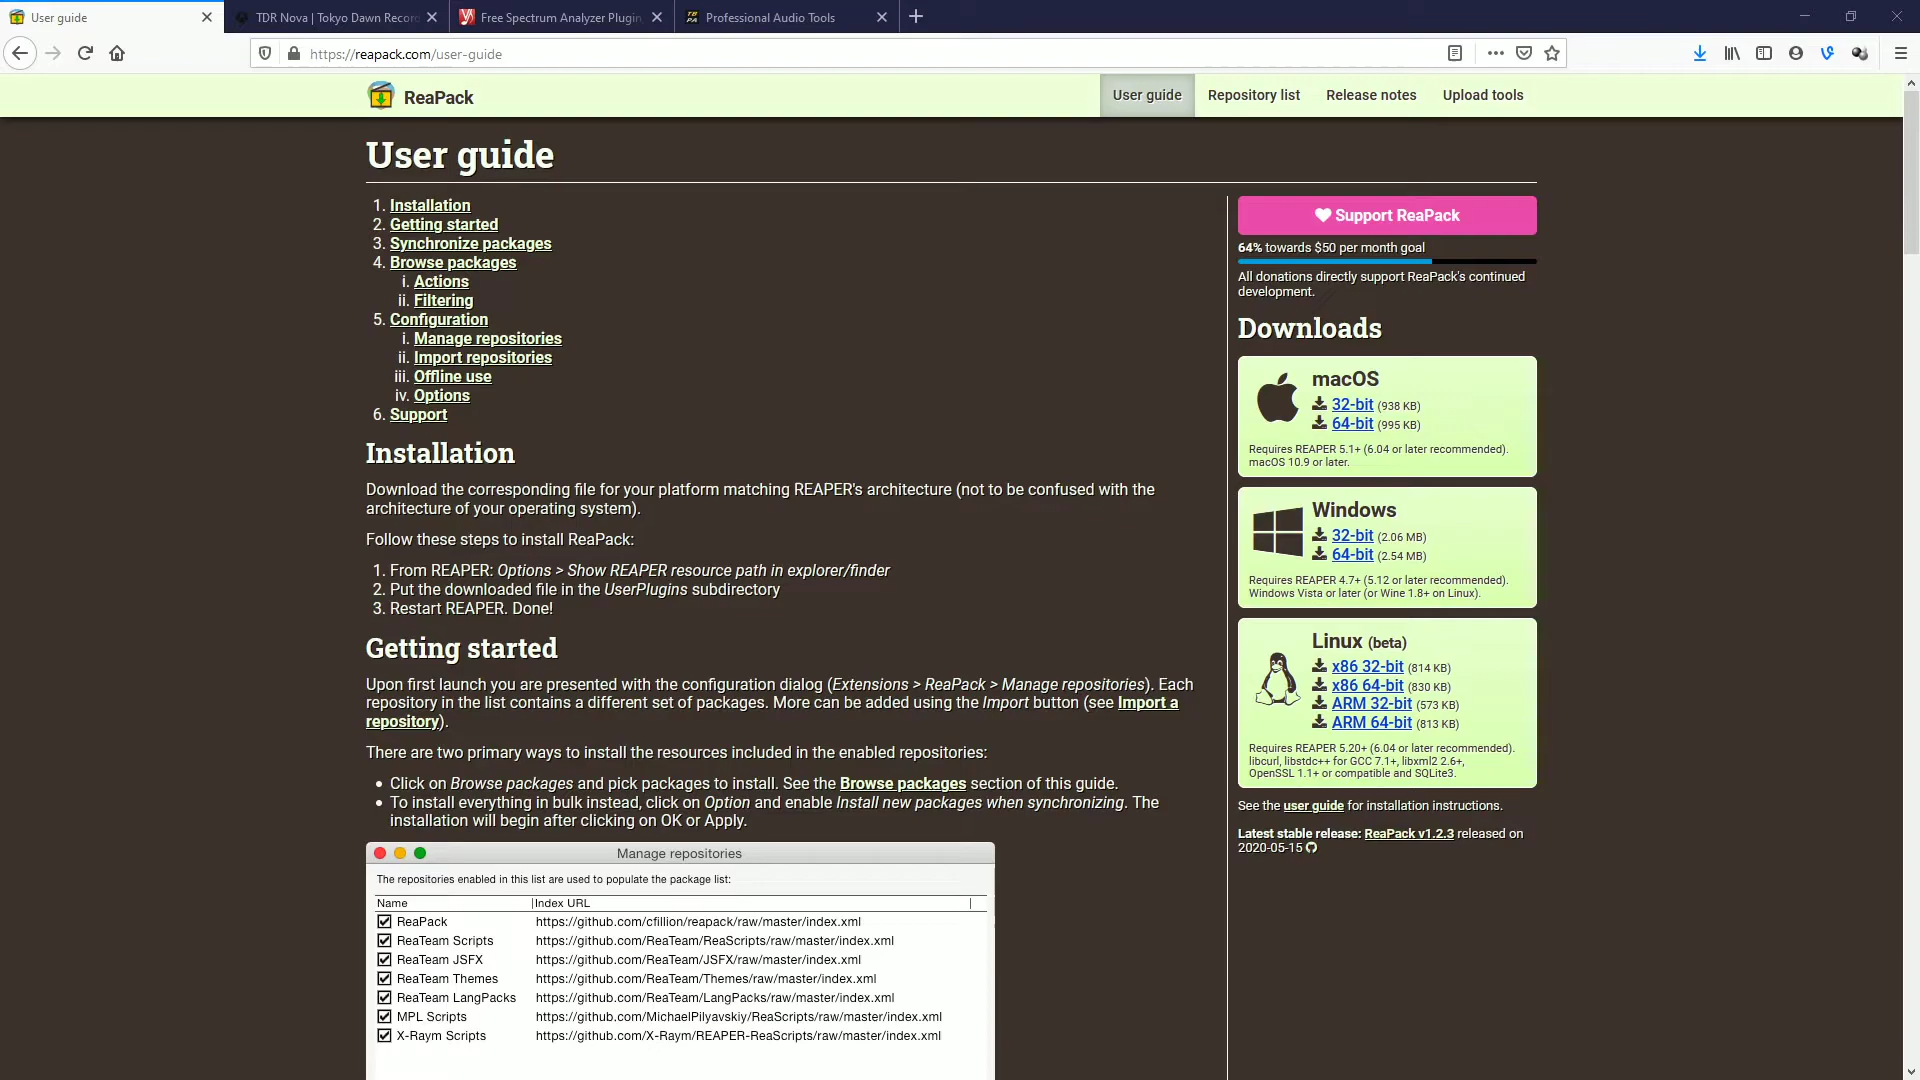 User guide
TDR Nova | Tokyo Dawn Record
Free Spectrum Analyzer Plugin,
Professional Audio Tools
https://reapack.com/user-guide
ReaPack
User guide
Repository list
Release notes
Upload tools
User guide
1. Installation
2. Getting started
3. Synchronize packages
4. Browse packages
i. Actions
ii. Filtering
5. Configuration
i. Manage repositories
ii. Import repositories
iii. Offline use
iv. Options
6. Support
Installation
Download the corresponding file for your platform matching REAPER's architecture (not to be confused with the
architecture of your operating system).
Follow these steps to install ReaPack:
1. From REAPER: Options > Show REAPER resource path in explorer/finder
2. Put the downloaded file in the UserPlugins subdirectory
3. Restart REAPER. Done!
Getting started
Upon first launch you are presented with the configuration dialog (Extensions > ReaPack > Manage repositories). Each
repository in the list contains a different set of packages. More can be added using the Import button (see Import a
repository).
There are two primary ways to install the resources included in the enabled repositories:
• Click on Browse packages and pick packages to install. See the Browse packages section of this guide.
• To install everything in bulk instead, click on Option and enable Install new packages when synchronizing. The
installation will begin after clicking on OK or Apply.
Manage repositories
The repositories enabled in this list are used to populate the package list:
Name Index URL
ReaPack https://github.com/cfillion/reapack/raw/master/index.xml
ReaTeam Scripts https://github.com/ReaTeam/ReaScripts/raw/master/index.xml
ReaTeam JSFX https://github.com/ReaTeam/JSFX/raw/master/index.xml
ReaTeam Themes https://github.com/ReaTeam/Themes/raw/master/index.xml
ReaTeam LangPacks https://github.com/ReaTeam/LangPacks/raw/master/index.xml
MPL Scripts https://github.com/MichaelPilyavskiy/ReaScripts/raw/master/index.xml
X-Raym Scripts https://github.com/X-Raym/REAPER-ReaScripts/raw/master/index.xml
Support ReaPack
64% towards $50 per month goal
All donations directly support ReaPack's continued
development.
Downloads
macOS
32-bit (938 KB)
64-bit (995 KB)
Requires REAPER 5.1+ (6.04 or later recommended).
macOS 10.9 or later.
Windows
32-bit (2.06 MB)
64-bit (2.54 MB)
Requires REAPER 4.7+ (5.12 or later recommended).
Windows Vista or later (or Wine 1.8+ on Linux).
Linux (beta)
x86 32-bit (814 KB)
x86 64-bit (830 KB)
ARM 32-bit (573 KB)
ARM 64-bit (813 KB)
Requires REAPER 5.20+ (6.04 or later recommended).
libcurl, libstdc++ for GCC 7.1+, libxml2 2.6+,
OpenSSL 1.1+ or compatible and SQLite3.
See the user guide for installation instructions.
Latest stable release: ReaPack v1.2.3 released on
2020-05-15